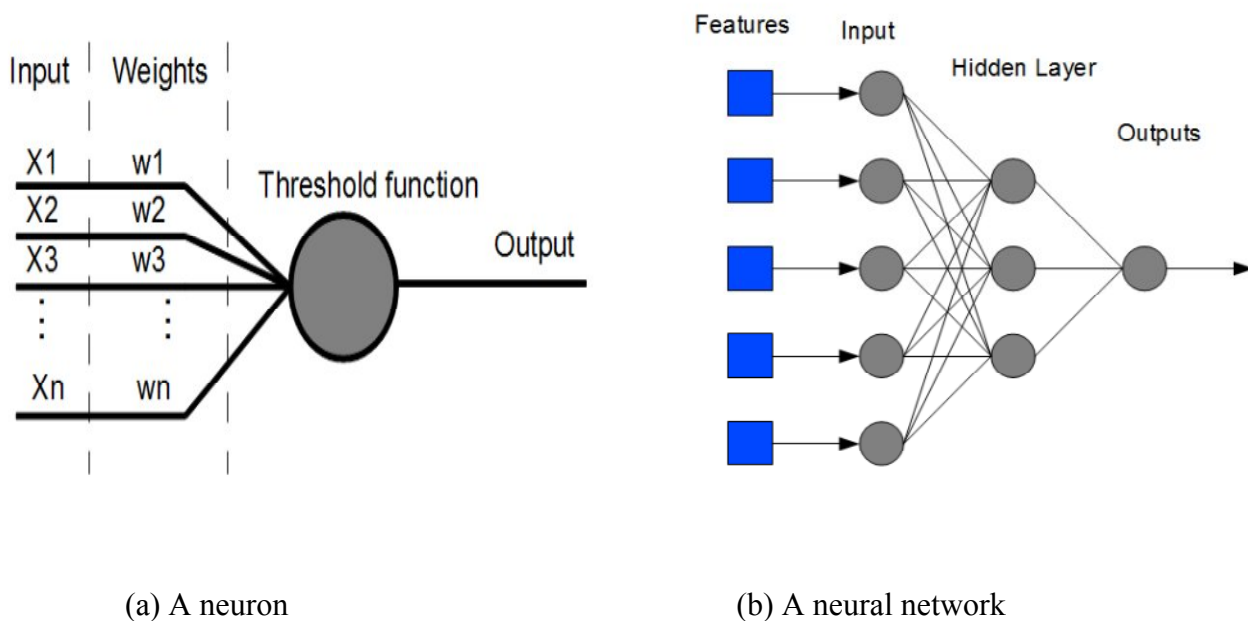 Input Weights
X1 w1
X2 w2
X3 w3
⋮ ⋮
Xn wn
Threshold function
Output
(a) A neuron
Features
Input
Hidden Layer
Outputs
(b) A neural network